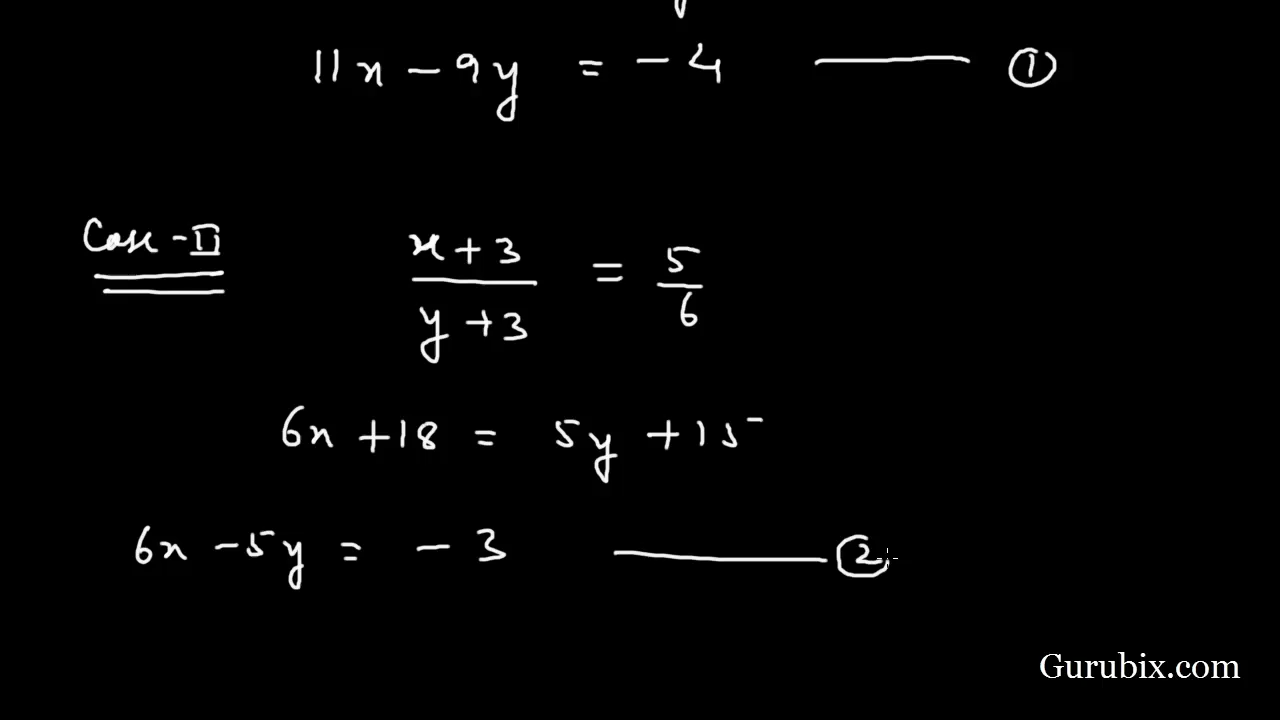 11x - 9y = - 4 ——— ①
Case - II x + 3 / y + 3 = 5 / 6
6x + 18 = 5y + 15
6x - 5y = - 3 ——— ②
Gurubix.com